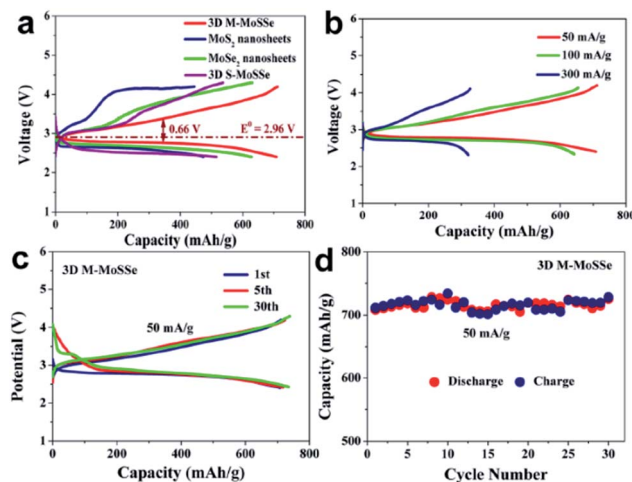 a
3D M-MoSSe
MoS2 nanosheets
MoSe2 nanosheets
3D S-MoSSe
0.66 V
E0 = 2.96 V
Voltage (V)
6
5
4
3
2
1
0 200 400 600 800
Capacity (mAh/g)
b
50 mA/g
100 mA/g
300 mA/g
Voltage (V)
6
5
4
3
2
1
0 200 400 600 800
Capacity (mAh/g)
c
3D M-MoSSe
1st
5th
30th
50 mA/g
Potential (V)
6
5
4
3
2
1
0 200 400 600 800
Capacity (mAh/g)
d
3D M-MoSSe
50 mA/g
Discharge
Charge
Capacity (mAh/g)
800
700
600
500
0 10 20 30
Cycle Number